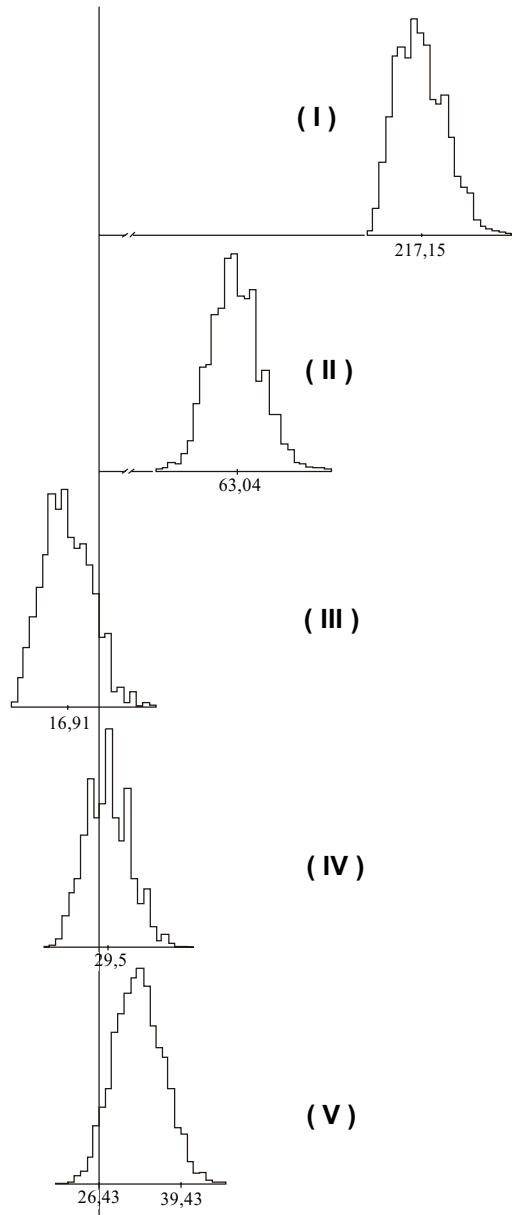 ( I )
217,15
( II )
63,04
( III )
16,91
( IV )
29,5
( V )
26,43 39,43